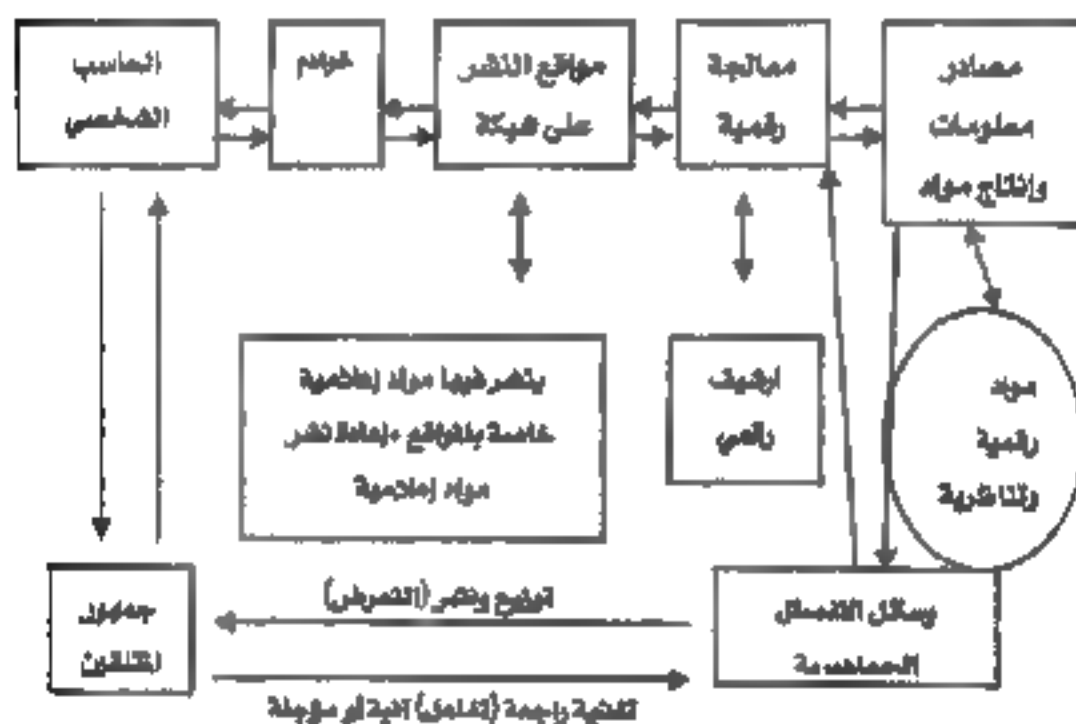 مصادر
معلومات
وإنتاج مواد
معالجة
رقمية
مواقع النشر
على شبكة
خوادم
الحاسب
الشخصي
مواد
رقمية
وتناظرية
ارشيف
رقمي
ينشر فيها مواد إعلامية
خاصة بالمواقع +إعادة نشر
مواد إعلامية
وسائل الاتصال
الجماهيرية
توزيع ونشر (التعرض)
جمهور
المتلقين
تغذية راجعة (تفاعل) آنية أو مؤجلة